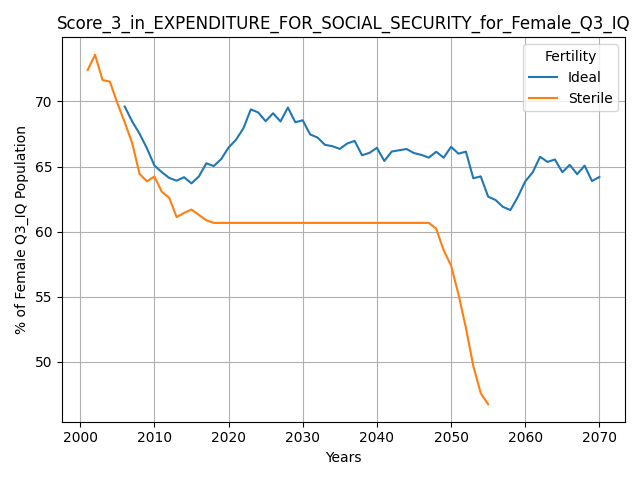 Score_3_in_EXPENDITURE_FOR_SOCIAL_SECURITY_for_Female_Q3_IQ
Fertility
Ideal
Sterile
% of Female Q3_IQ Population
70
65
60
55
50
2000 2010 2020 2030 2040 2050 2060 2070
Years